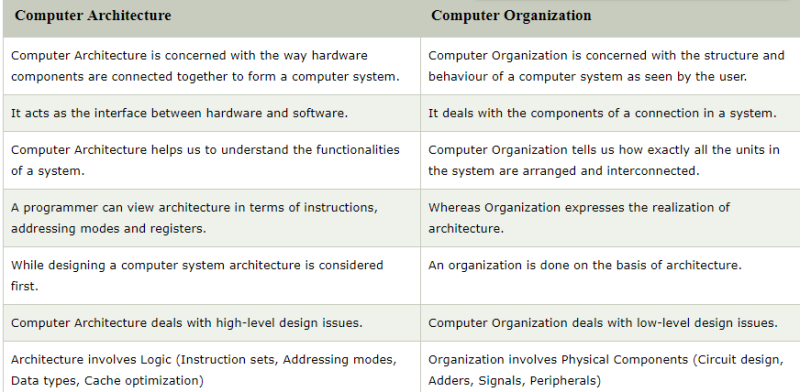 Computer Architecture
Computer Organization
Computer Architecture is concerned with the way hardware
components are connected together to form a computer system.
Computer Organization is concerned with the structure and
behaviour of a computer system as seen by the user.
It acts as the interface between hardware and software.
It deals with the components of a connection in a system.
Computer Architecture helps us to understand the functionalities
of a system.
Computer Organization tells us how exactly all the units in
the system are arranged and interconnected.
A programmer can view architecture in terms of instructions,
addressing modes and registers.
Whereas Organization expresses the realization of
architecture.
While designing a computer system architecture is considered
first.
An organization is done on the basis of architecture.
Computer Architecture deals with high-level design issues.
Computer Organization deals with low-level design issues.
Architecture involves Logic (Instruction sets, Addressing modes,
Data types, Cache optimization)
Organization involves Physical Components (Circuit design,
Adders, Signals, Peripherals)